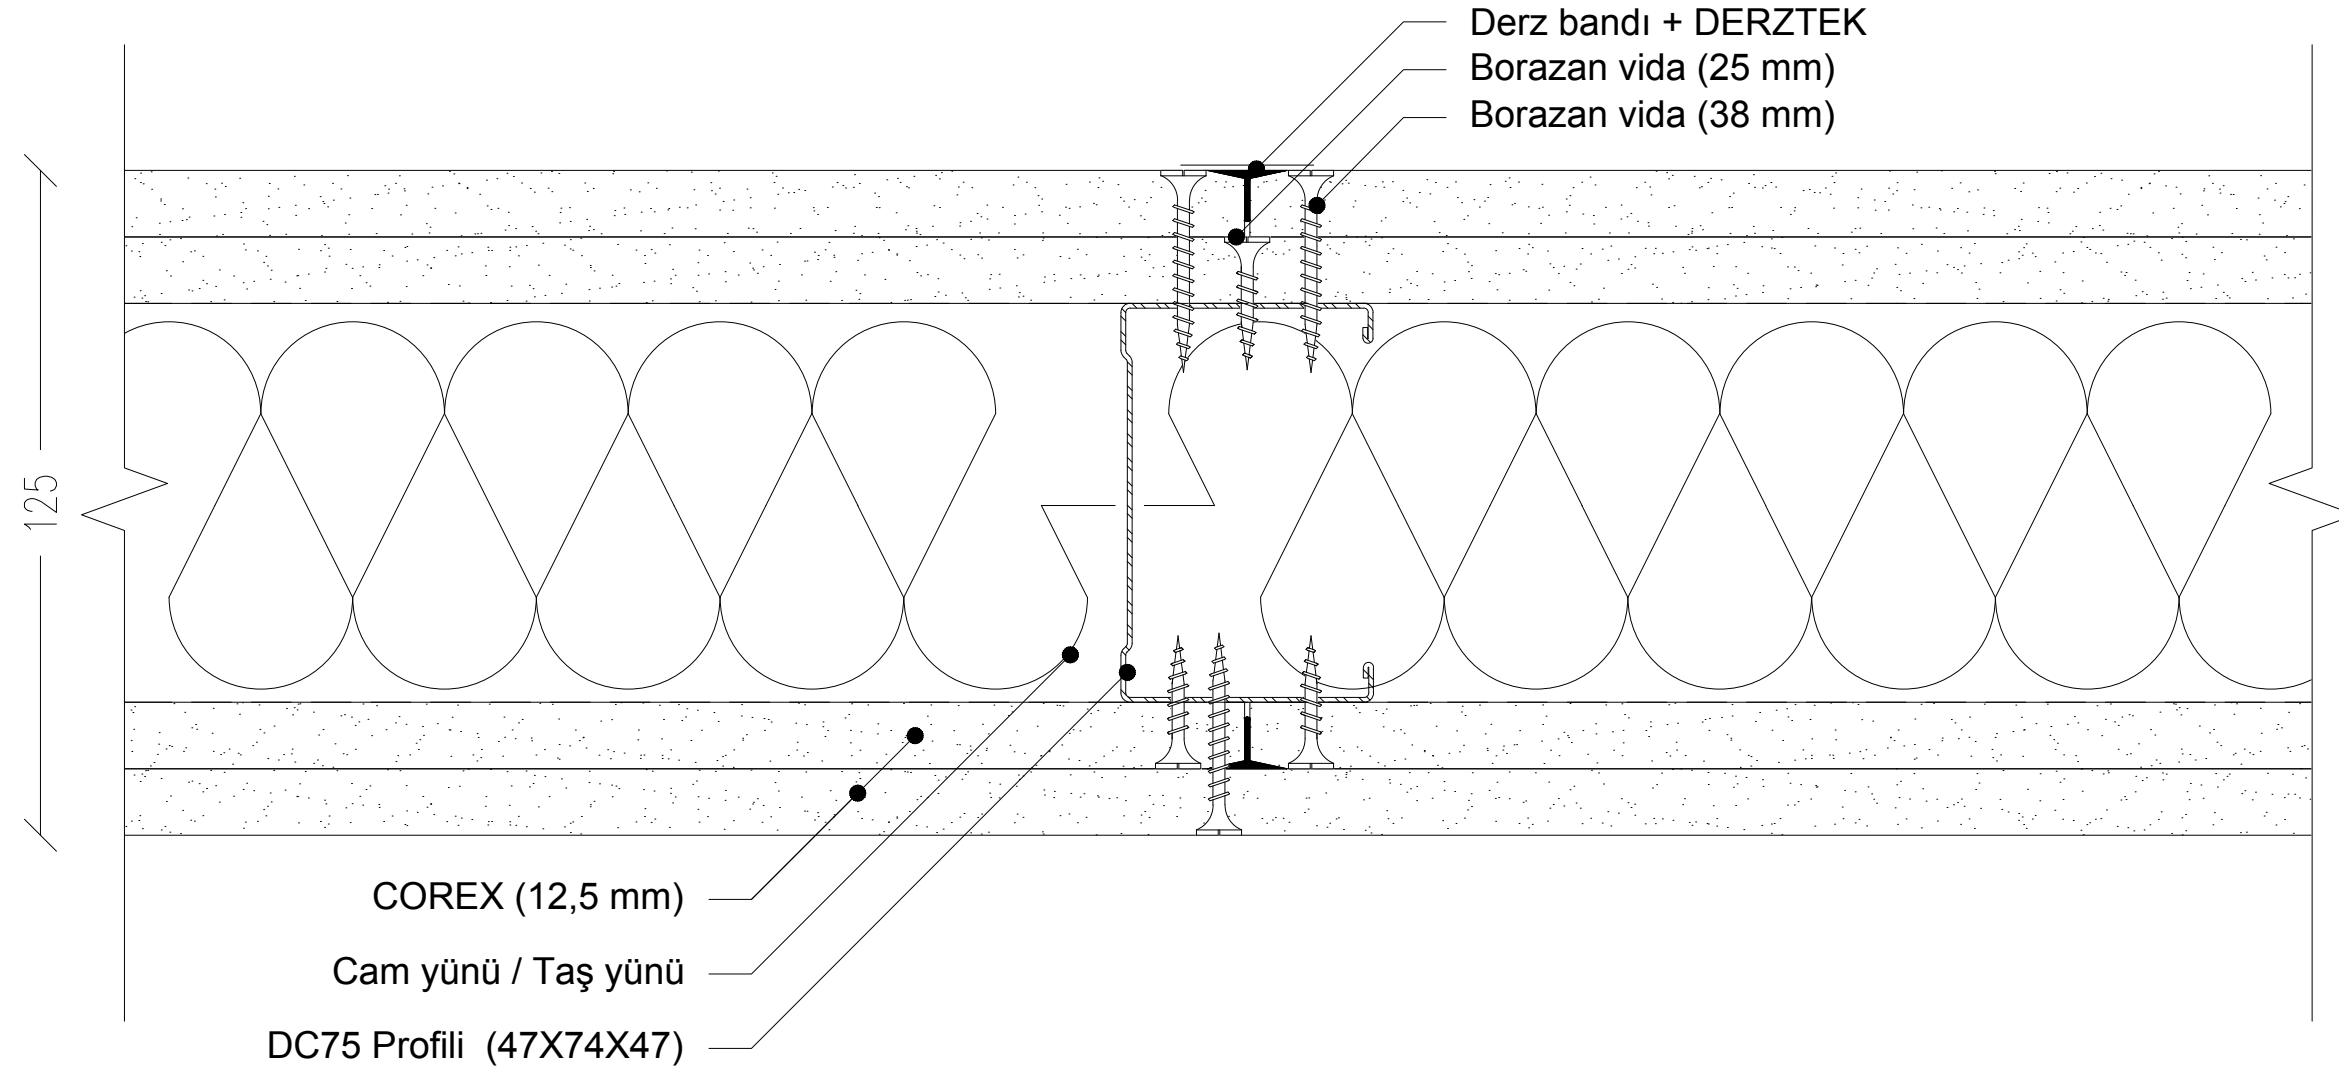 Derz bandı + DERZTEK
Borazan vida (25 mm)
Borazan vida (38 mm)
125
COREX (12,5 mm)
Cam yünü / Taş yünü
DC75 Profili (47X74X47)